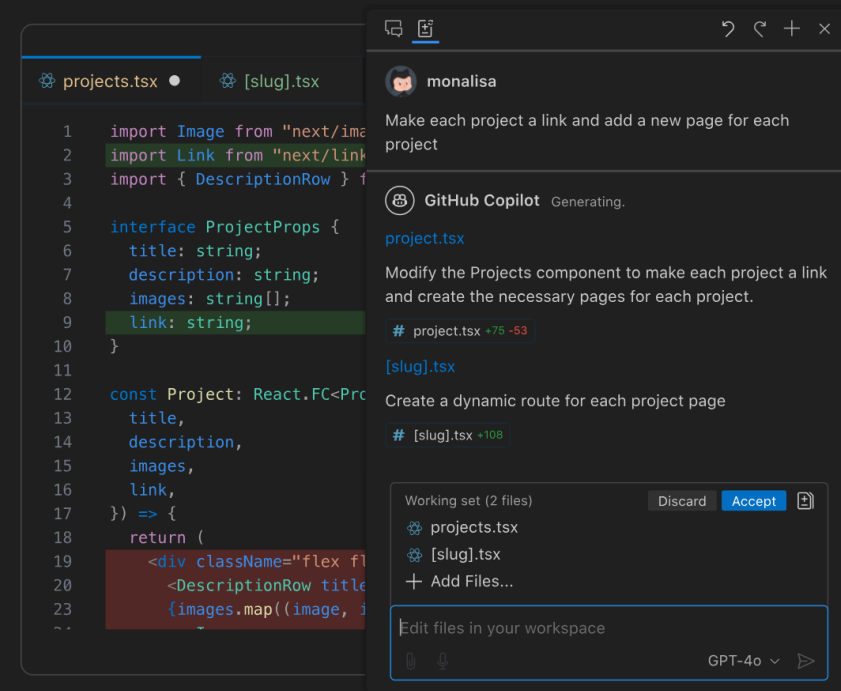 projects.tsx
[slug].tsx
1 import Image from "next/ima
2 import Link from "next/link
3 import { DescriptionRow } f
4
5 interface ProjectProps {
6 title: string;
7 description: string;
8 images: string[];
9 link: string;
10 }
11
12 const Project: React.FC<Pro
13 title,
14 description,
15 images,
16 link,
17 }) => {
18 return (
19 <div className="flex fl
20 <DescriptionRow title
23 {images.map((image, i
monalisa
Make each project a link and add a new page for each
project
GitHub Copilot Generating.
project.tsx
Modify the Projects component to make each project a link
and create the necessary pages for each project.
# project.tsx +75 -53
[slug].tsx
Create a dynamic route for each project page
# [slug].tsx +108
Working set (2 files) Discard Accept
projects.tsx
[slug].tsx
Add Files...
Edit files in your workspace
GPT-4o